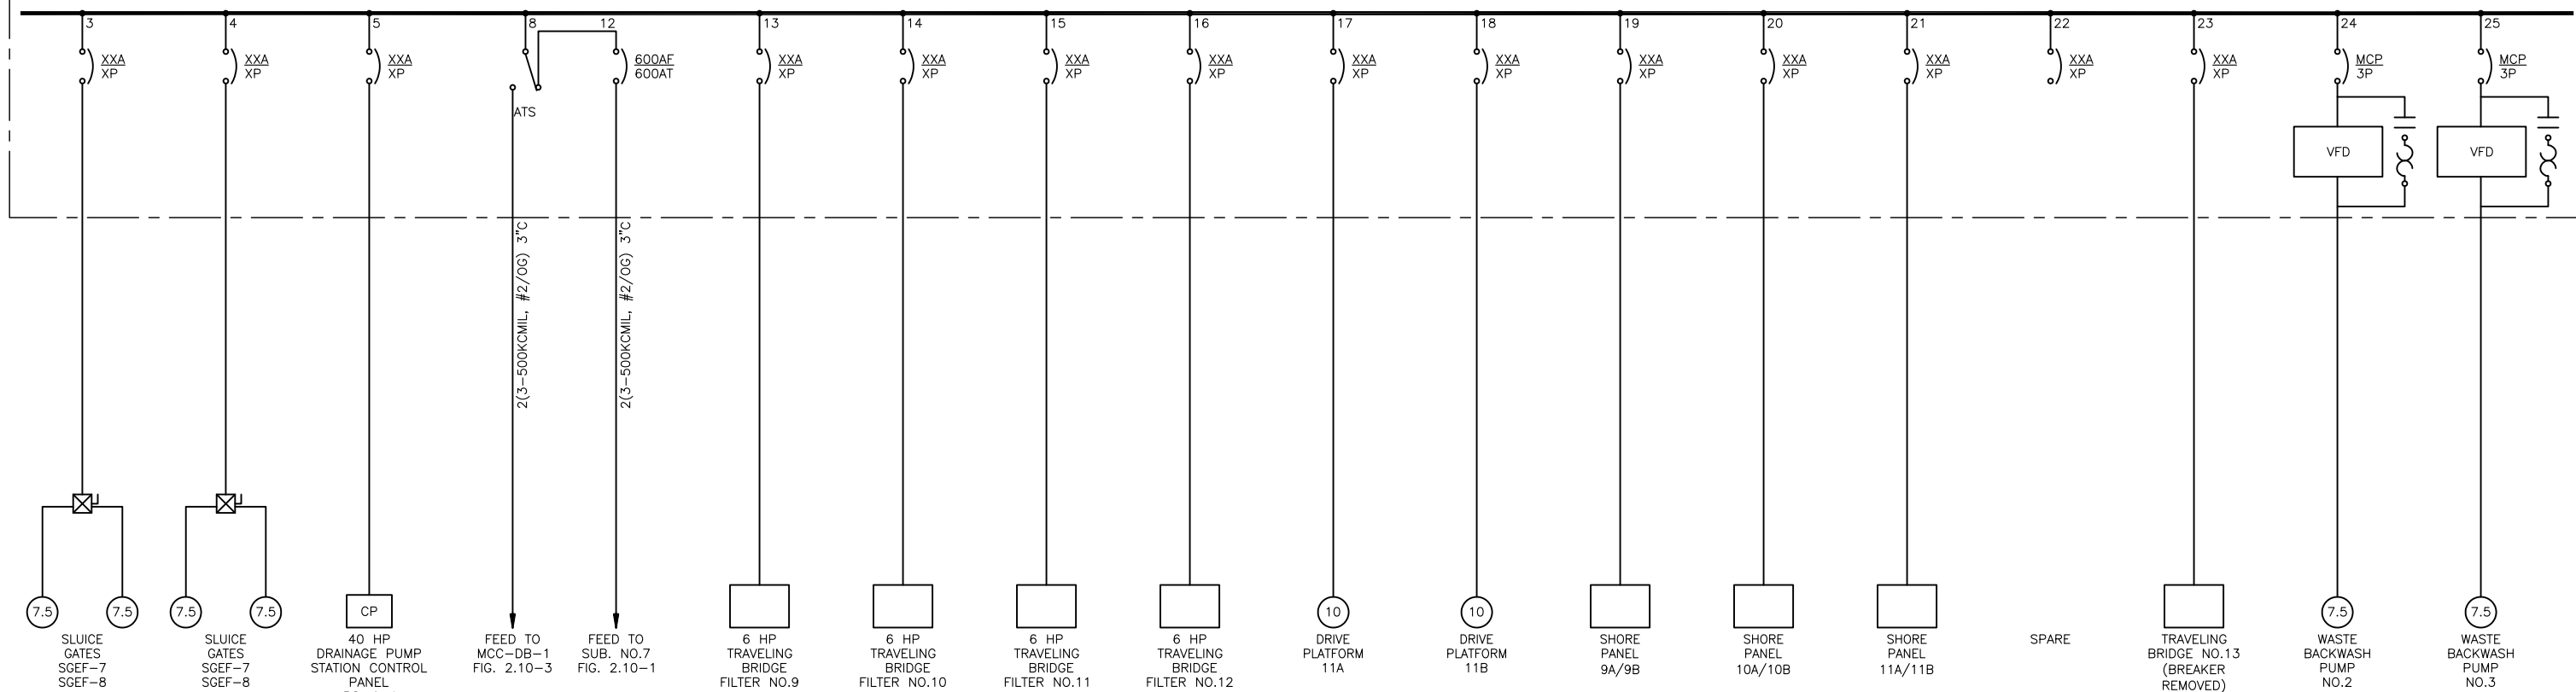 3
4
5
8
12
13
14
15
16
17
18
19
20
21
22
23
24
25
XXA
XP
XXA
XP
XXA
XP
600AF
600AT
XXA
XP
XXA
XP
XXA
XP
XXA
XP
XXA
XP
XXA
XP
XXA
XP
XXA
XP
XXA
XP
XXA
XP
XXA
XP
MCP
3P
MCP
3P
ATS
VFD
VFD
2(3-500KCMIL, #2/0G) 3"C
2(3-500KCMIL, #2/0G) 3"C
7.5
7.5
SLUICE
GATES
SGEF-7
SGEF-8
7.5
7.5
SLUICE
GATES
SGEF-7
SGEF-8
CP
40 HP
DRAINAGE PUMP
STATION CONTROL
PANEL
FEED TO
MCC-DB-1
FIG. 2.10-3
FEED TO
SUB. NO.7
FIG. 2.10-1
6 HP
TRAVELING
BRIDGE
FILTER NO.9
6 HP
TRAVELING
BRIDGE
FILTER NO.10
6 HP
TRAVELING
BRIDGE
FILTER NO.11
6 HP
TRAVELING
BRIDGE
FILTER NO.12
10
DRIVE
PLATFORM
11A
10
DRIVE
PLATFORM
11B
SHORE
PANEL
9A/9B
SHORE
PANEL
10A/10B
SHORE
PANEL
11A/11B
SPARE
TRAVELING
BRIDGE NO.13
(BREAKER
REMOVED)
7.5
WASTE
BACKWASH
PUMP
NO.2
7.5
WASTE
BACKWASH
PUMP
NO.3